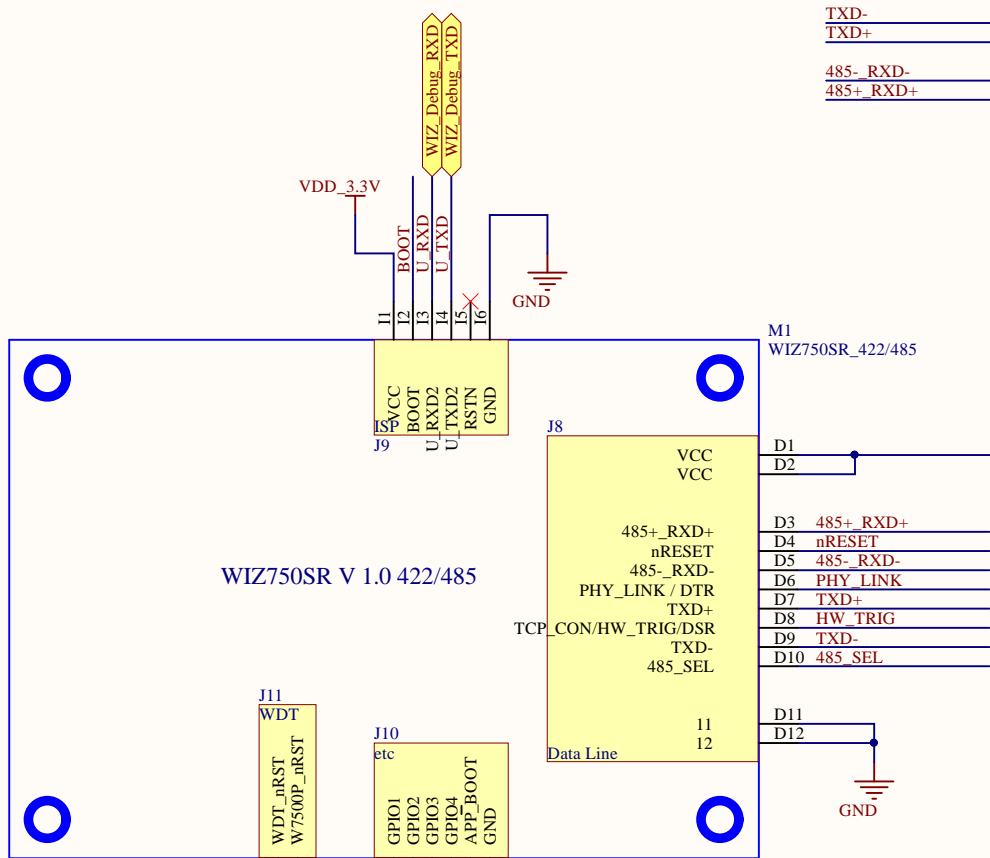 TXD-
TXD+
485-_RXD-
485+_RXD+
WIZ_Debug_RXD
WIZ_Debug_TXD
VDD_3.3V
BOOT
U_RXD
U_TXD
GND
I1
I2
I3
I4
I5
I6
M1
WIZ750SR_422/485
VCC
BOOT
U_RXD2
U_TXD2
RSTN
GND
ISP
J9
J8
VCC
VCC
485+_RXD+
nRESET
485-_RXD-
PHY_LINK / DTR
TXD+
TCP_CON/HW_TRIG/DSR
TXD-
485_SEL
11
12
Data Line
D1
D2
D3 485+_RXD+
D4 nRESET
D5 485-_RXD-
D6 PHY_LINK
D7 TXD+
D8 HW_TRIG
D9 TXD-
D10 485_SEL
D11
D12
GND
WIZ750SR V 1.0 422/485
J11
WDT
WDT_nRST
W7500P_nRST
J10
etc
GPIO1
GPIO2
GPIO3
GPIO4
APP_BOOT
GND